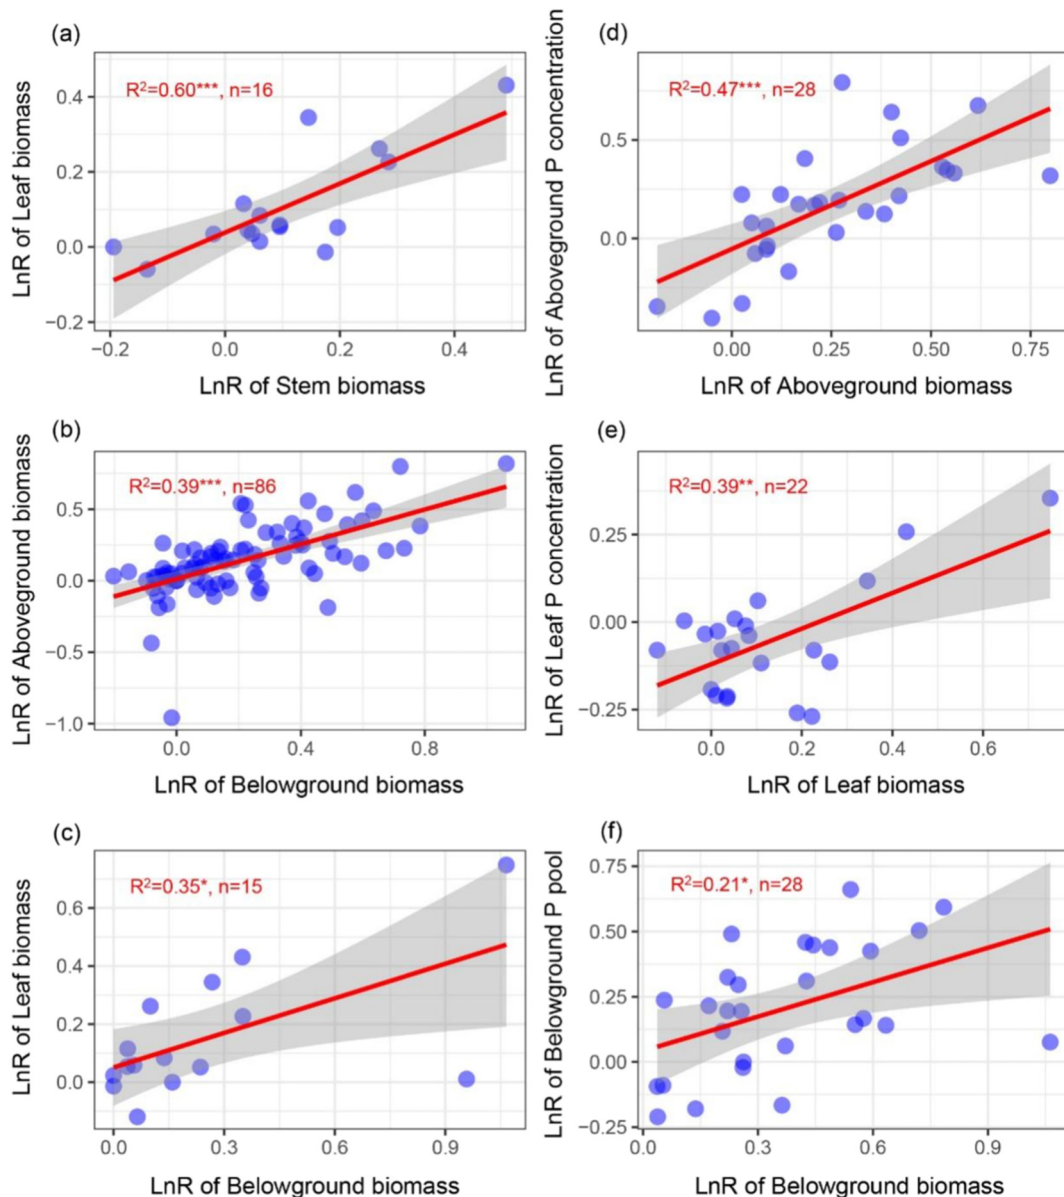 (a)
LnR of Leaf biomass
R²=0.60***, n=16
0.4
0.2
0.0
−0.2
−0.2 0.0 0.2 0.4
LnR of Stem biomass
(d)
LnR of Aboveground P concentration
R²=0.47***, n=28
0.5
0.0
0.00 0.25 0.50 0.75
LnR of Aboveground biomass
(b)
LnR of Aboveground biomass
R²=0.39***, n=86
0.5
0.0
−0.5
−1.0
0.0 0.4 0.8
LnR of Belowground biomass
(e)
LnR of Leaf P concentration
R²=0.39**, n=22
0.25
0.00
−0.25
0.0 0.2 0.4 0.6
LnR of Leaf biomass
(c)
LnR of Leaf biomass
R²=0.35*, n=15
0.6
0.4
0.2
0.0
0.0 0.3 0.6 0.9
LnR of Belowground biomass
(f)
LnR of Belowground P pool
R²=0.21*, n=28
0.75
0.50
0.25
0.00
−0.25
0.0 0.3 0.6 0.9
LnR of Belowground biomass